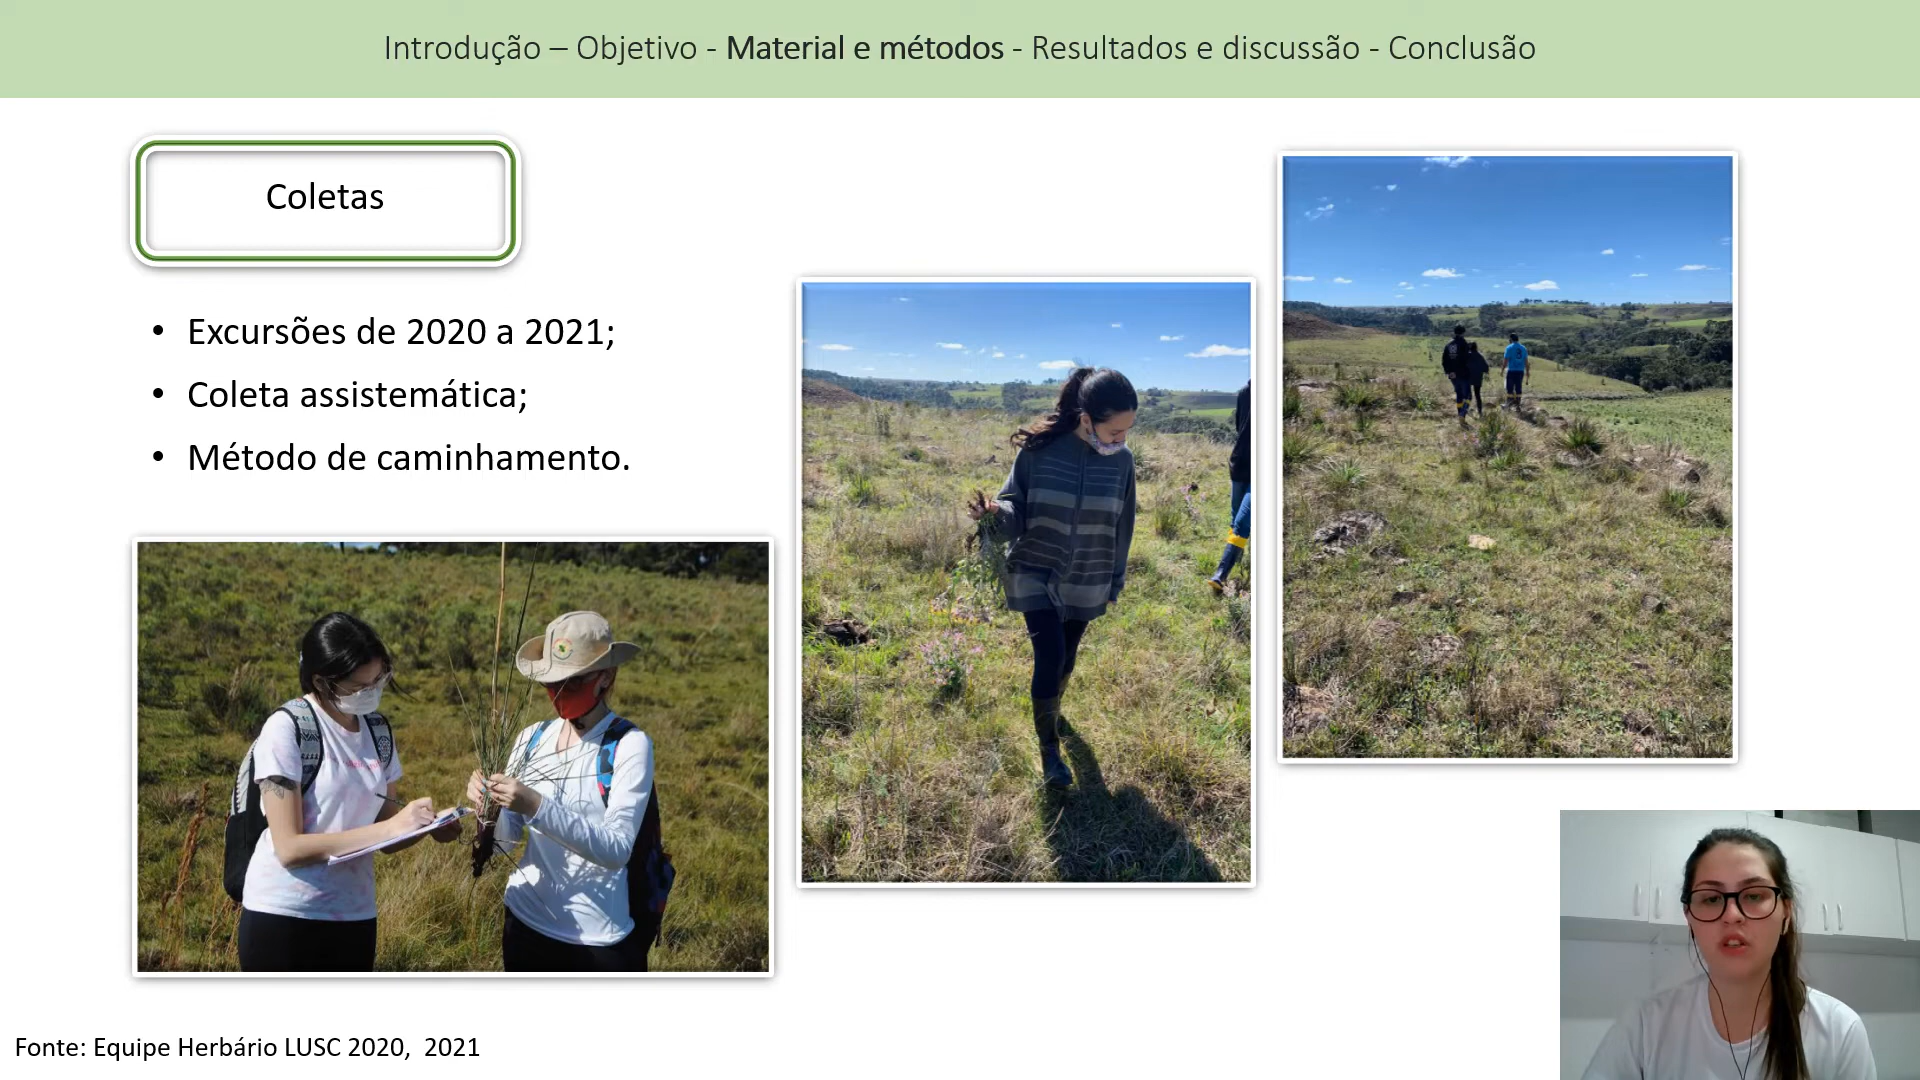 Introdução – Objetivo - Material e métodos - Resultados e discussão - Conclusão
Coletas
• Excursões de 2020 a 2021;
• Coleta assistemática;
• Método de caminhamento.
Fonte: Equipe Herbário LUSC 2020, 2021